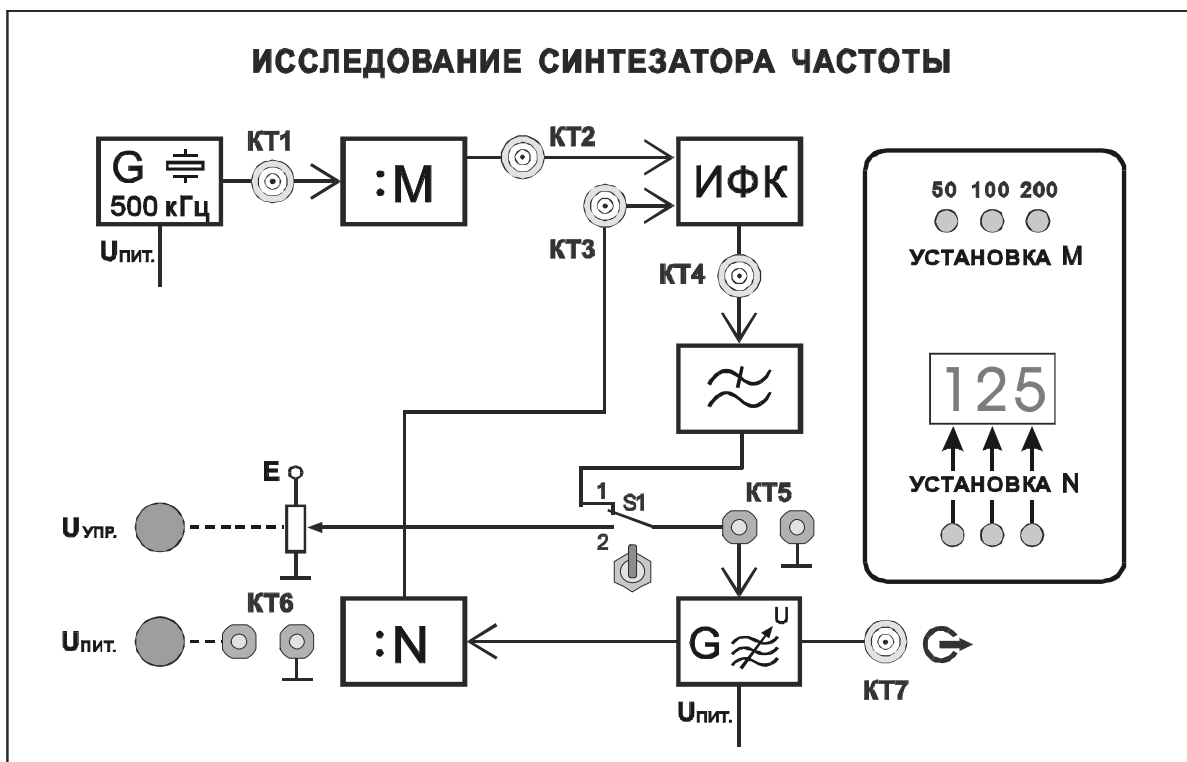 ИССЛЕДОВАНИЕ СИНТЕЗАТОРА ЧАСТОТЫ
G
500 кГц
Uпит.
КТ1
:M
КТ2
КТ3
ИФК
КТ4
50 100 200
УСТАНОВКА М
125
УСТАНОВКА N
E
Uупр.
1
S1
2
КТ5
КТ6
Uпит.
:N
G
U
Uпит.
КТ7